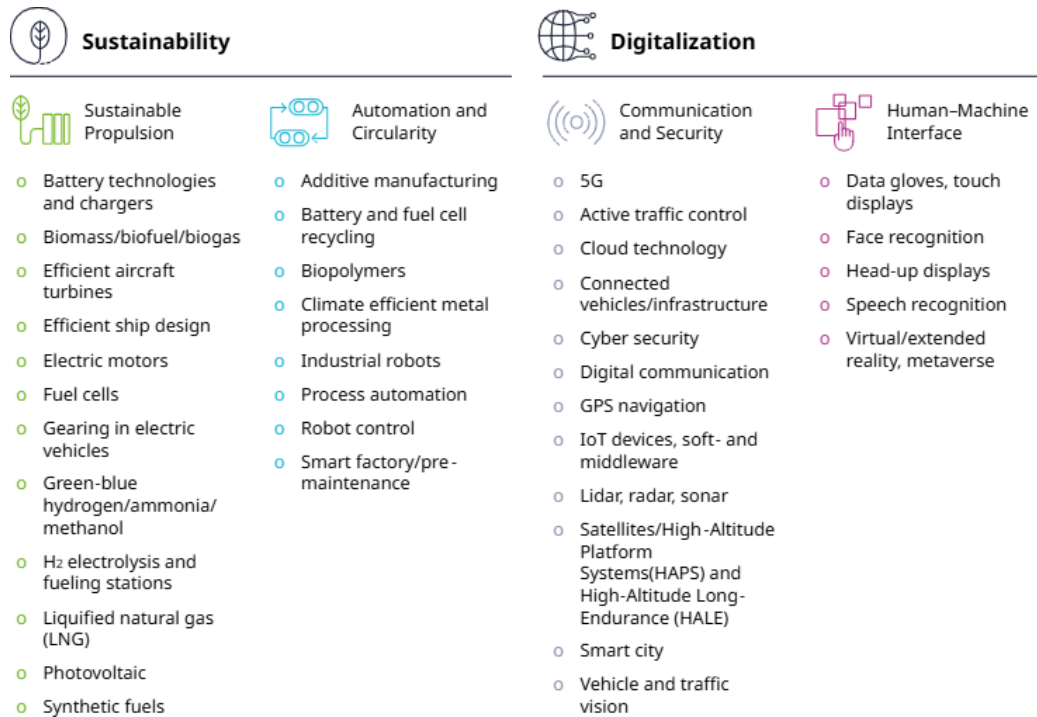 Sustainability
Sustainable
Propulsion
o Battery technologies
and chargers
o Biomass/biofuel/biogas
o Efficient aircraft
turbines
o Efficient ship design
o Electric motors
o Fuel cells
o Gearing in electric
vehicles
o Green-blue
hydrogen/ammonia/
methanol
o H2 electrolysis and
fueling stations
o Liquified natural gas
(LNG)
o Photovoltaic
o Synthetic fuels
Automation and
Circularity
o Additive manufacturing
o Battery and fuel cell
recycling
o Biopolymers
o Climate efficient metal
processing
o Industrial robots
o Process automation
o Robot control
o Smart factory/pre-
maintenance
Digitalization
Communication
and Security
o 5G
o Active traffic control
o Cloud technology
o Connected
vehicles/infrastructure
o Cyber security
o Digital communication
o GPS navigation
o IoT devices, soft- and
middleware
o Lidar, radar, sonar
o Satellites/High-Altitude
Platform
Systems(HAPS) and
High-Altitude Long-
Endurance (HALE)
o Smart city
o Vehicle and traffic
vision
Human–Machine
Interface
o Data gloves, touch
displays
o Face recognition
o Head-up displays
o Speech recognition
o Virtual/extended
reality, metaverse